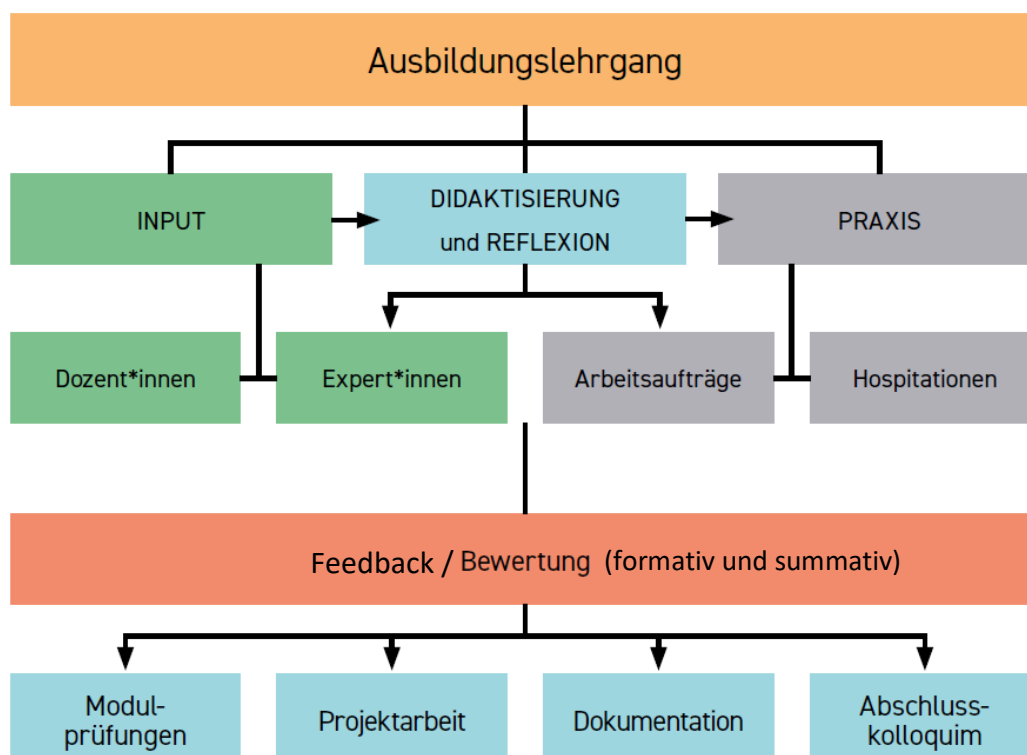 Ausbildungslehrgang
INPUT
DIDAKTISIERUNG
und REFLEXION
PRAXIS
Dozent*innen
Expert*innen
Arbeitsaufträge
Hospitationen
Feedback / Bewertung (formativ und summativ)
Modul-
prüfungen
Projektarbeit
Dokumentation
Abschluss-
kolloquim